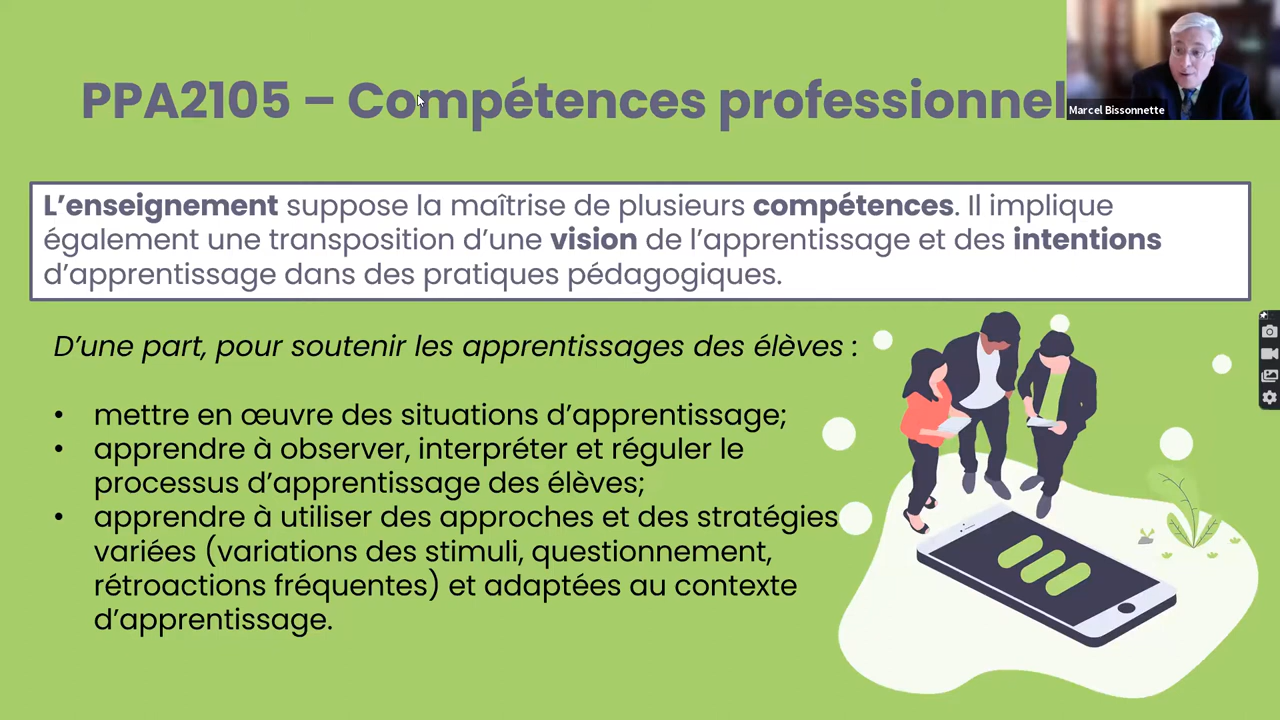 PPA2105 – Compétences professionnel
Marcel Bissonnette
L’enseignement suppose la maîtrise de plusieurs compétences. Il implique
également une transposition d’une vision de l’apprentissage et des intentions
d’apprentissage dans des pratiques pédagogiques.
D’une part, pour soutenir les apprentissages des élèves :
• mettre en œuvre des situations d’apprentissage;
• apprendre à observer, interpréter et réguler le
processus d’apprentissage des élèves;
• apprendre à utiliser des approches et des stratégies
variées (variations des stimuli, questionnement,
rétroactions fréquentes) et adaptées au contexte
d’apprentissage.